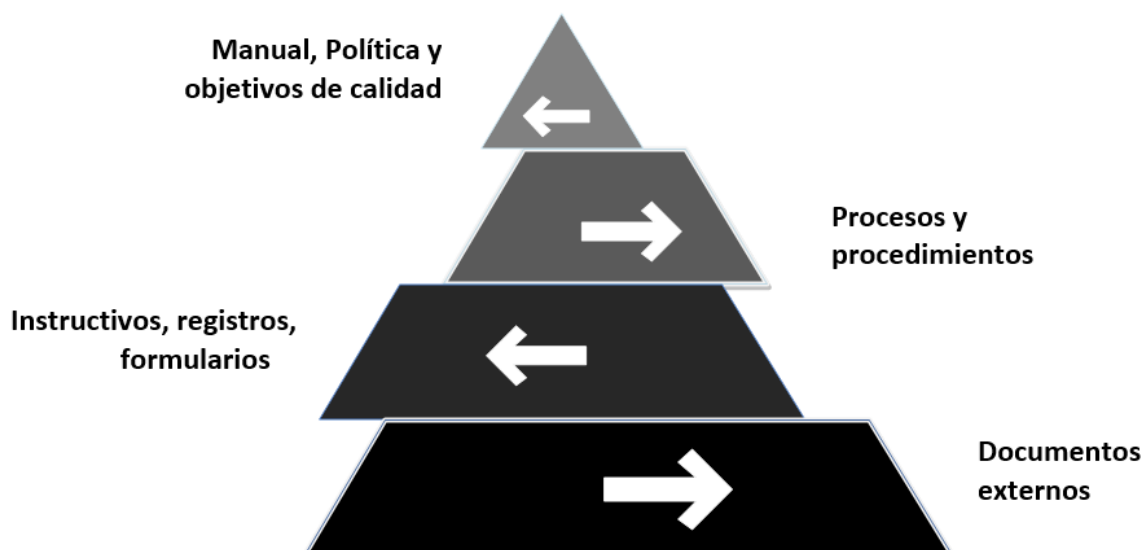 Manual, Política y
objetivos de calidad
Procesos y
procedimientos
Instructivos, registros,
formularios
Documentos
externos